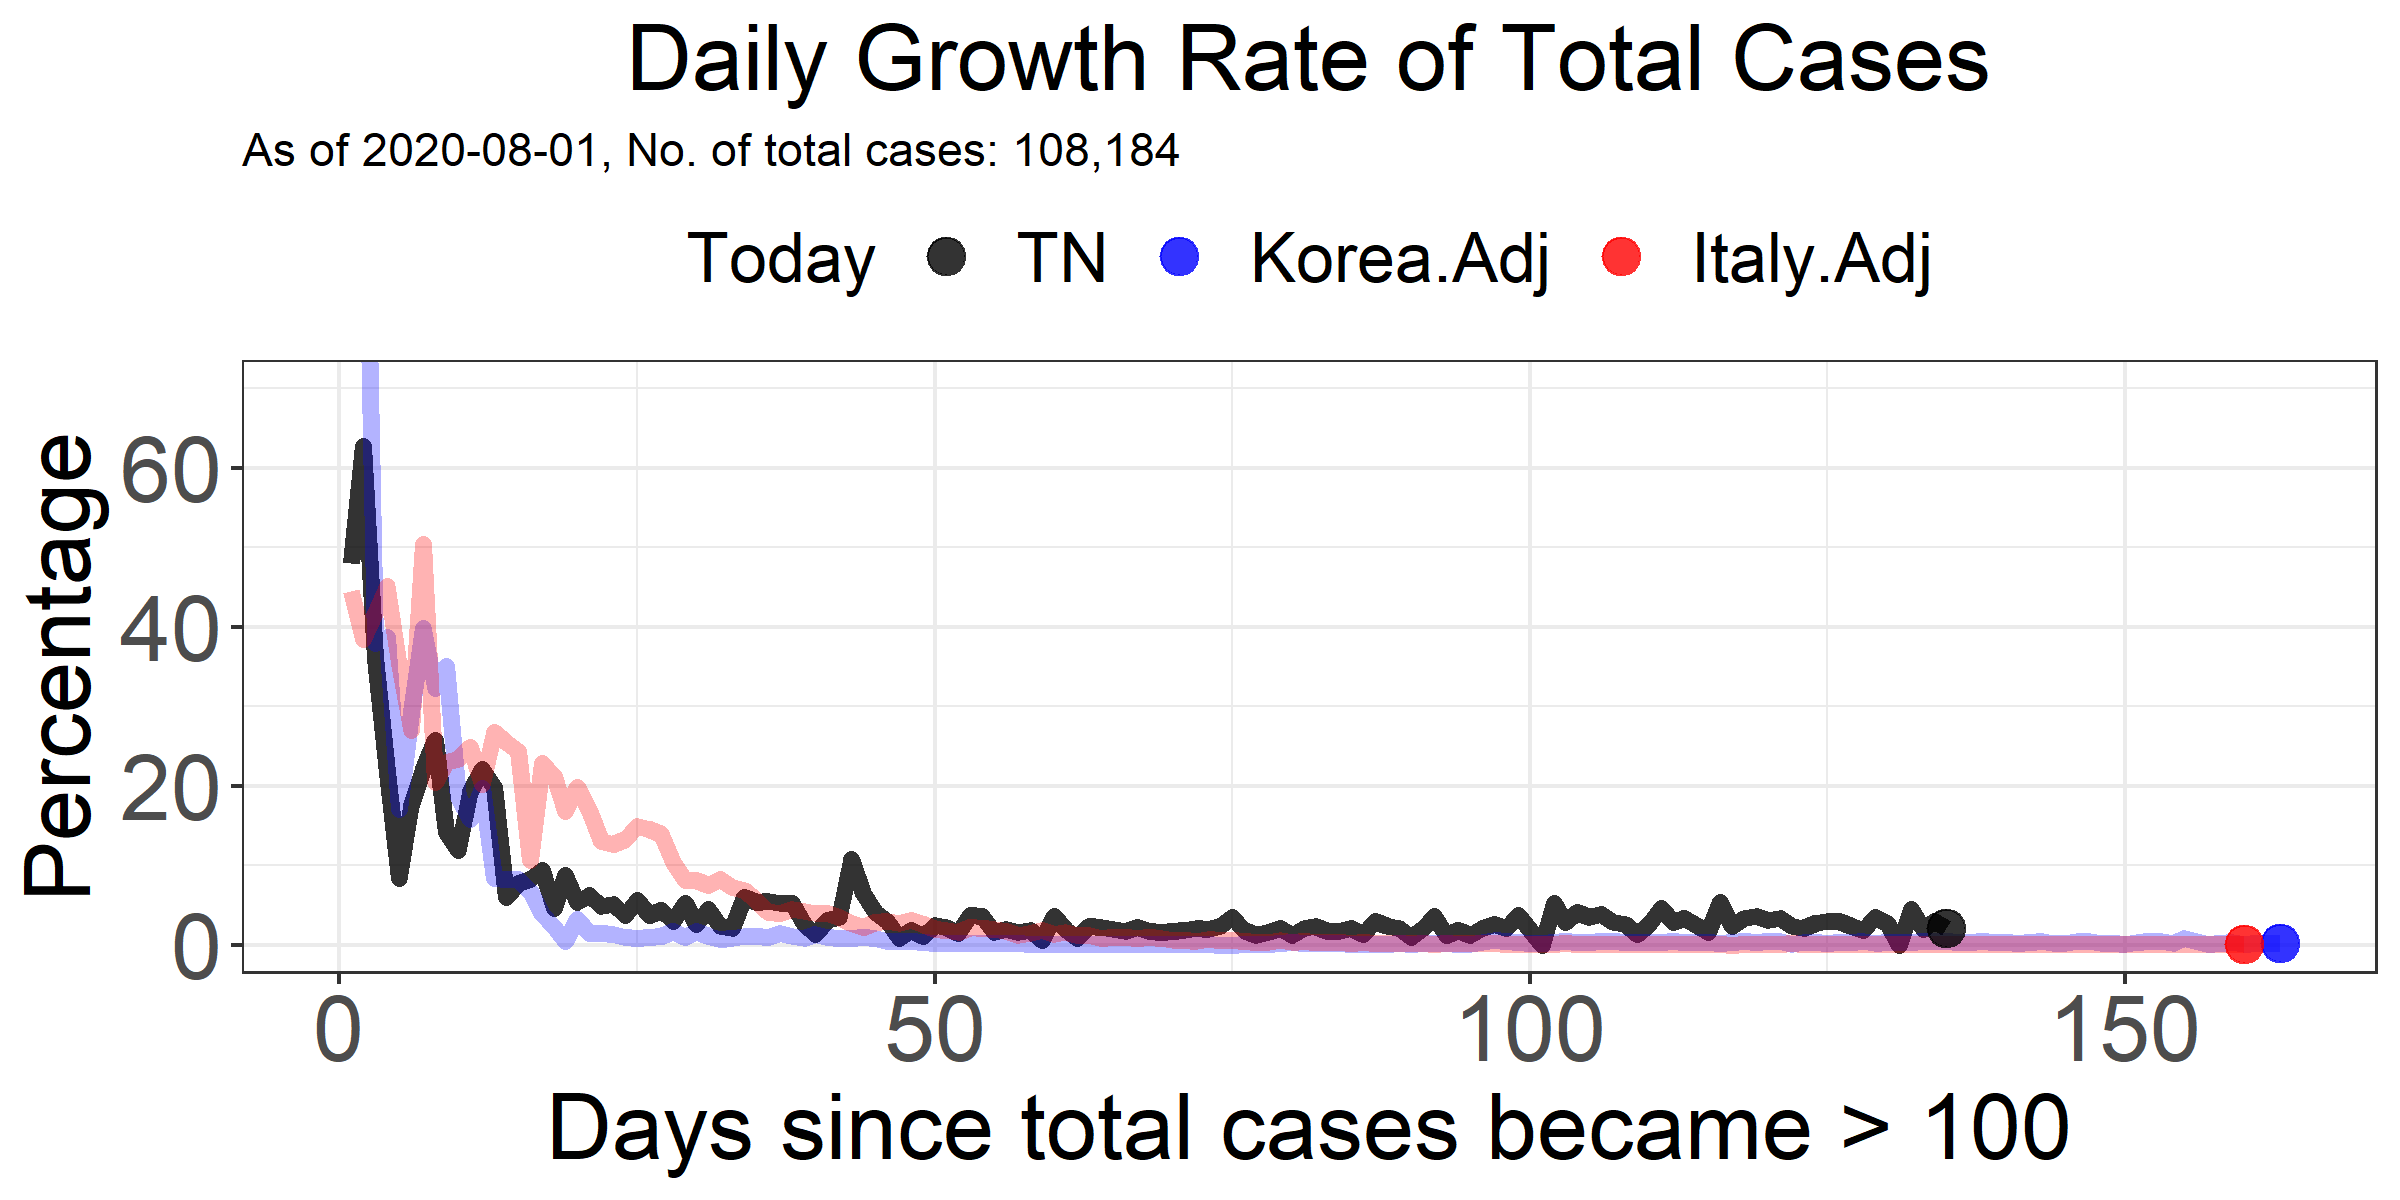 Daily Growth Rate of Total Cases
As of 2020-08-01, No. of total cases: 108,184
Today TN Korea.Adj Italy.Adj
Percentage
60
40
20
0
0 50 100 150
Days since total cases became > 100